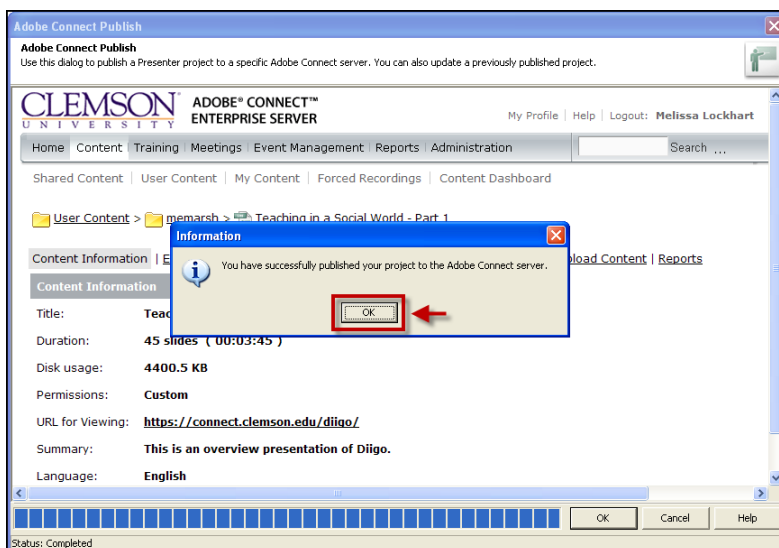 Adobe Connect Publish
Adobe Connect Publish
Use this dialog to publish a Presenter project to a specific Adobe Connect server. You can also update a previously published project.
CLEMSON
UNIVERSITY
ADOBE® CONNECT™
ENTERPRISE SERVER
My Profile | Help | Logout: Melissa Lockhart
Home Content Training Meetings Event Management Reports Administration Search ...
Shared Content | User Content | My Content | Forced Recordings | Content Dashboard
User Content > memarsh > Teaching in a Social World - Part 1
Information
You have successfully published your project to the Adobe Connect server.
OK
Content Information | Content | Reports
Content Information
Title:
Duration: 45 slides ( 00:03:45 )
Disk usage: 4400.5 KB
Permissions: Custom
URL for Viewing: https://connect.clemson.edu/diigo/
Summary: This is an overview presentation of Diigo.
Language: English
OK Cancel Help
Status: Completed